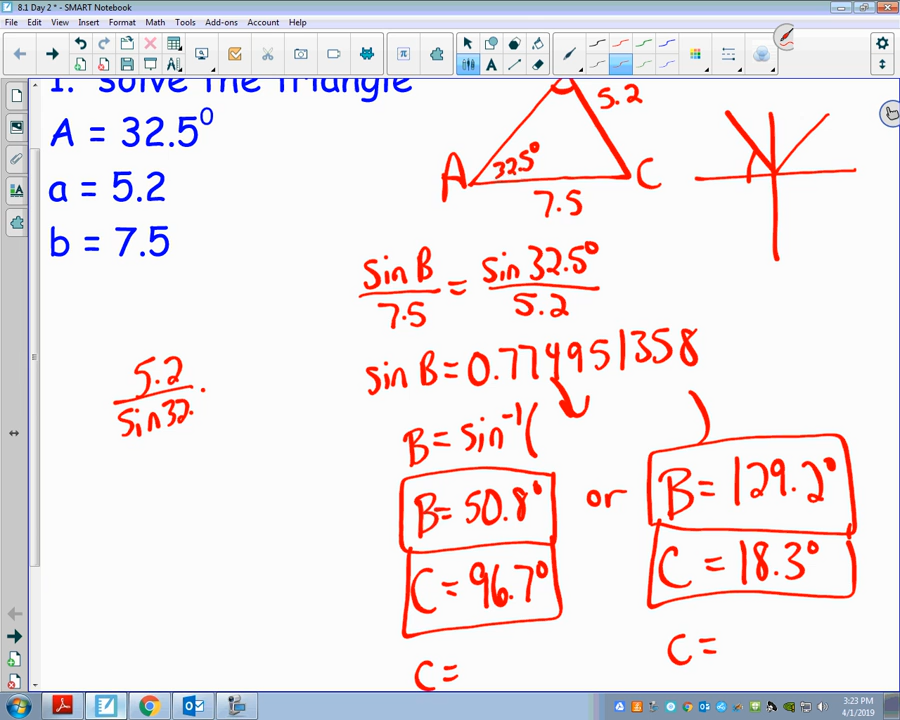 8.1 Day 2 * - SMART Notebook
File Edit View Insert Format Math Tools Add-ons Account Help
1. Solve the Triangle
A = 32.5⁰
a = 5.2
b = 7.5
5.2
A 32.5° C
7.5
sin B / 7.5 = sin 32.5° / 5.2
sin B = 0.774951358
B = sin⁻¹( )
B = 50.8° or B = 129.2°
C = 96.7° C = 18.3°
c = c =
5.2 / sin 32.
3:23 PM
4/1/2019